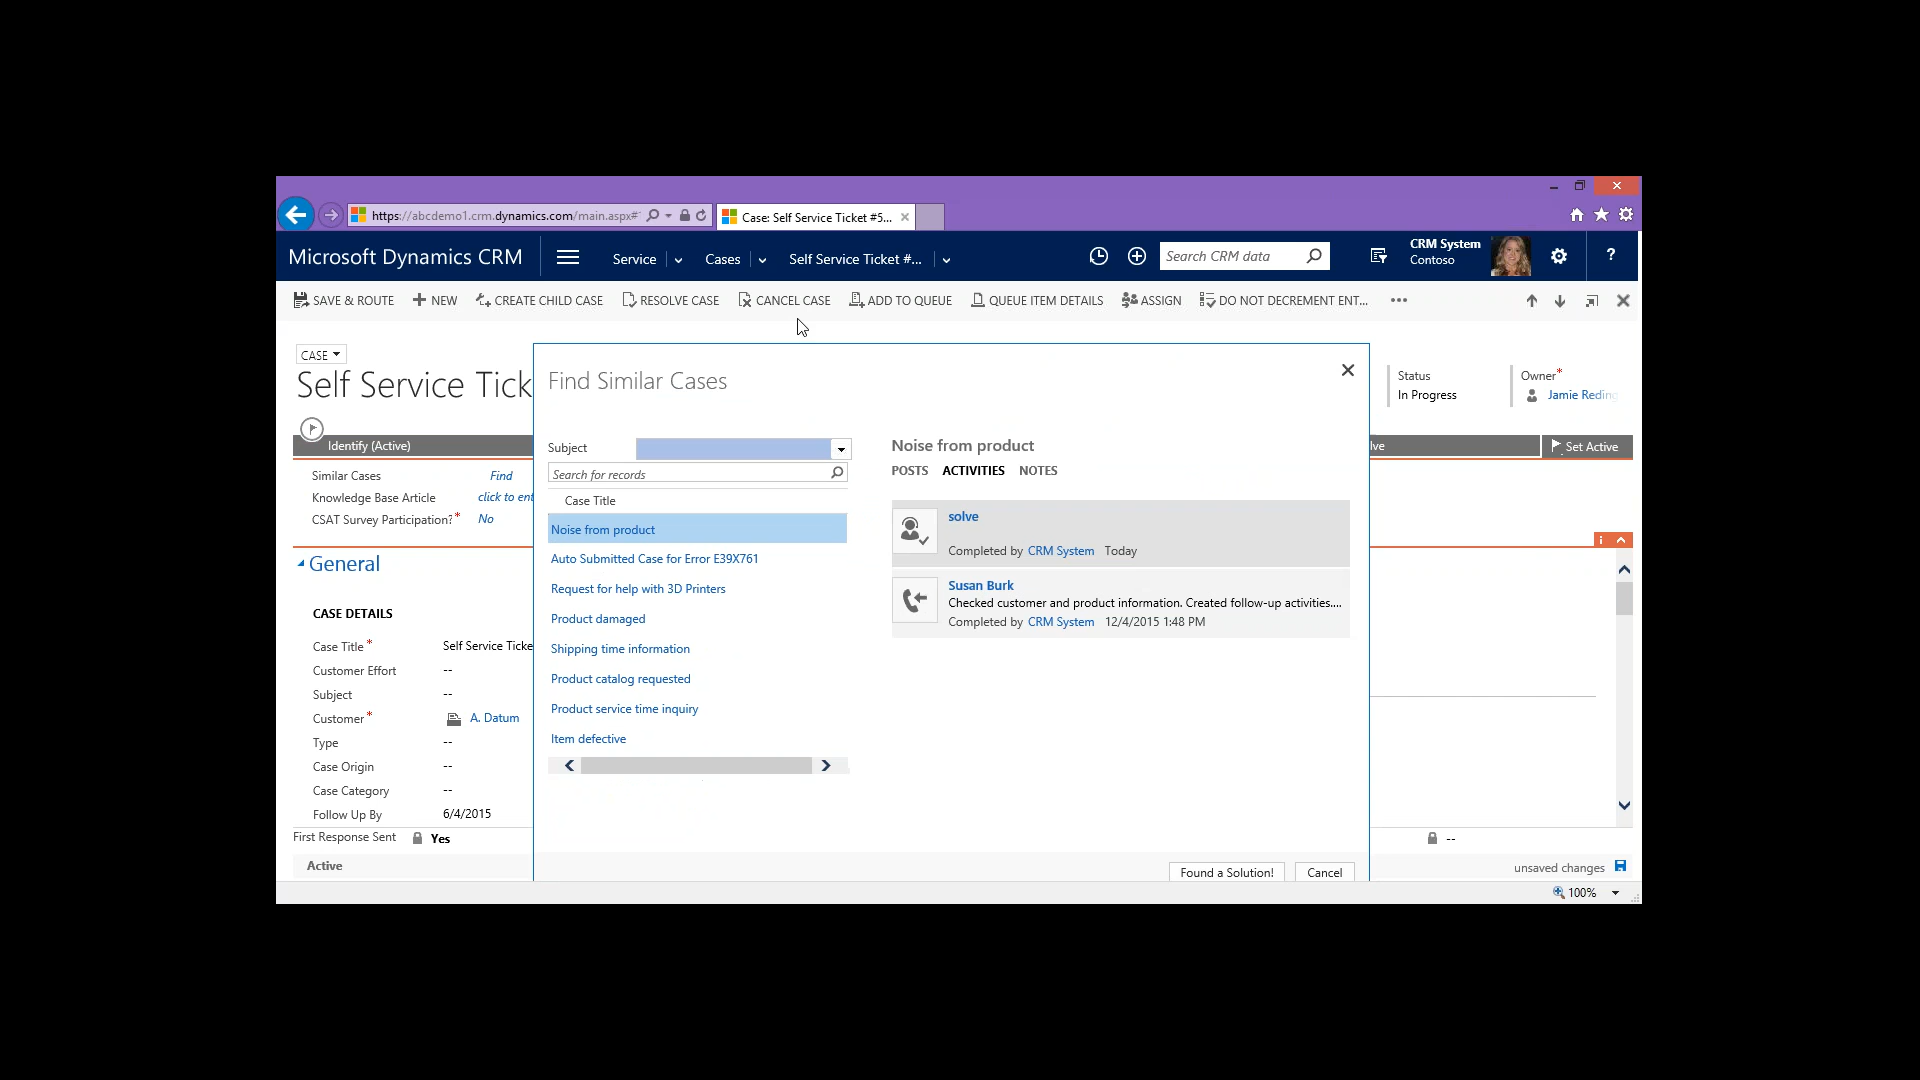 https://abcdemo1.crm.dynamics.com/main.aspx#
Case: Self Service Ticket #5...
Microsoft Dynamics CRM
Service
Cases
Self Service Ticket #...
Search CRM data
CRM System
Contoso
?
SAVE & ROUTE
NEW
CREATE CHILD CASE
RESOLVE CASE
CANCEL CASE
ADD TO QUEUE
QUEUE ITEM DETAILS
ASSIGN
DO NOT DECREMENT ENT...
CASE
Self Service Tick
Status
In Progress
Owner*
Jamie Reding
Identify (Active)
lve
Set Active
Similar Cases Find
Knowledge Base Article click to ent
CSAT Survey Participation?* No
General
CASE DETAILS
Case Title* Self Service Ticke
Customer Effort --
Subject --
Customer* A. Datum
Type --
Case Origin --
Case Category --
Follow Up By 6/4/2015
First Response Sent Yes
--
Active
unsaved changes
100%
Find Similar Cases
Subject
Search for records
Case Title
Noise from product
Auto Submitted Case for Error E39X761
Request for help with 3D Printers
Product damaged
Shipping time information
Product catalog requested
Product service time inquiry
Item defective
Noise from product
POSTS ACTIVITIES NOTES
solve
Completed by CRM System Today
Susan Burk
Checked customer and product information. Created follow-up activities....
Completed by CRM System 12/4/2015 1:48 PM
Found a Solution!
Cancel